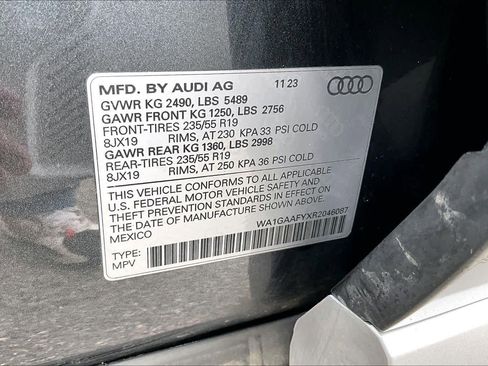 MFD. BY AUDI AG 11 23
GVWR KG 2490, LBS 5489
GAWR FRONT KG 1250, LBS 2756
FRONT-TIRES 235/55 R19
8JX19 RIMS, AT 230 KPA 33 PSI COLD
GAWR REAR KG 1360, LBS 2998
REAR-TIRES 235/55 R19
8JX19 RIMS, AT 250 KPA 36 PSI COLD
THIS VEHICLE CONFORMS TO ALL APPLICABLE
U.S. FEDERAL MOTOR VEHICLE SAFETY AND
THEFT PREVENTION STANDARDS IN EFFECT ON
THE DATE OF MANUFACTURE SHOWN ABOVE.
MEXICO
WA1GAAFYXR2046087
TYPE:
MPV